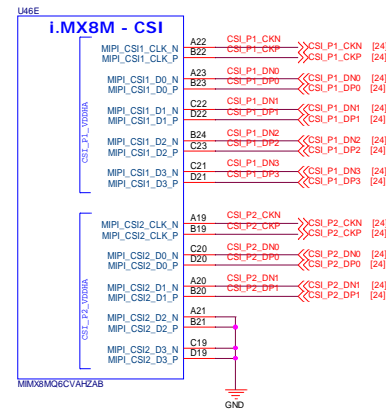 U46E
i.MX8M - CSI
MIPI_CSI1_CLK_N A22 CSI_P1_CKN CSI_P1_CKN [24]
MIPI_CSI1_CLK_P B22 CSI_P1_CKP CSI_P1_CKP [24]
MIPI_CSI1_D0_N A23 CSI_P1_DN0 CSI_P1_DN0 [24]
MIPI_CSI1_D0_P B23 CSI_P1_DP0 CSI_P1_DP0 [24]
MIPI_CSI1_D1_N C22 CSI_P1_DN1 CSI_P1_DN1 [24]
MIPI_CSI1_D1_P D22 CSI_P1_DP1 CSI_P1_DP1 [24]
MIPI_CSI1_D2_N B24 CSI_P1_DN2 CSI_P1_DN2 [24]
MIPI_CSI1_D2_P C23 CSI_P1_DP2 CSI_P1_DP2 [24]
MIPI_CSI1_D3_N C21 CSI_P1_DN3 CSI_P1_DN3 [24]
MIPI_CSI1_D3_P D21 CSI_P1_DP3 CSI_P1_DP3 [24]
CSI_P1_VDDHA
MIPI_CSI2_CLK_N A19 CSI_P2_CKN CSI_P2_CKN [24]
MIPI_CSI2_CLK_P B19 CSI_P2_CKP CSI_P2_CKP [24]
MIPI_CSI2_D0_N C20 CSI_P2_DN0 CSI_P2_DN0 [24]
MIPI_CSI2_D0_P D20 CSI_P2_DP0 CSI_P2_DP0 [24]
MIPI_CSI2_D1_N A20 CSI_P2_DN1 CSI_P2_DN1 [24]
MIPI_CSI2_D1_P B20 CSI_P2_DP1 CSI_P2_DP1 [24]
MIPI_CSI2_D2_N A21
MIPI_CSI2_D2_P B21
MIPI_CSI2_D3_N C19
MIPI_CSI2_D3_P D19
CSI_P2_VDDHA
MIMX8MQ6CVAHZAB
GND